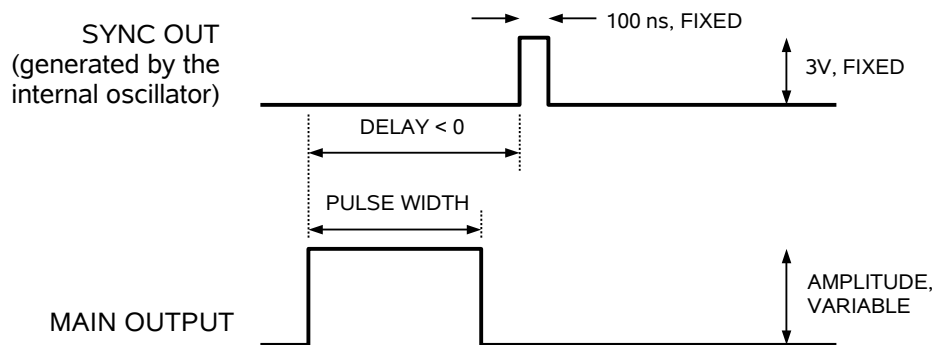 100 ns, FIXED
SYNC OUT
(generated by the
internal oscillator)
3V, FIXED
DELAY < 0
PULSE WIDTH
AMPLITUDE,
VARIABLE
MAIN OUTPUT